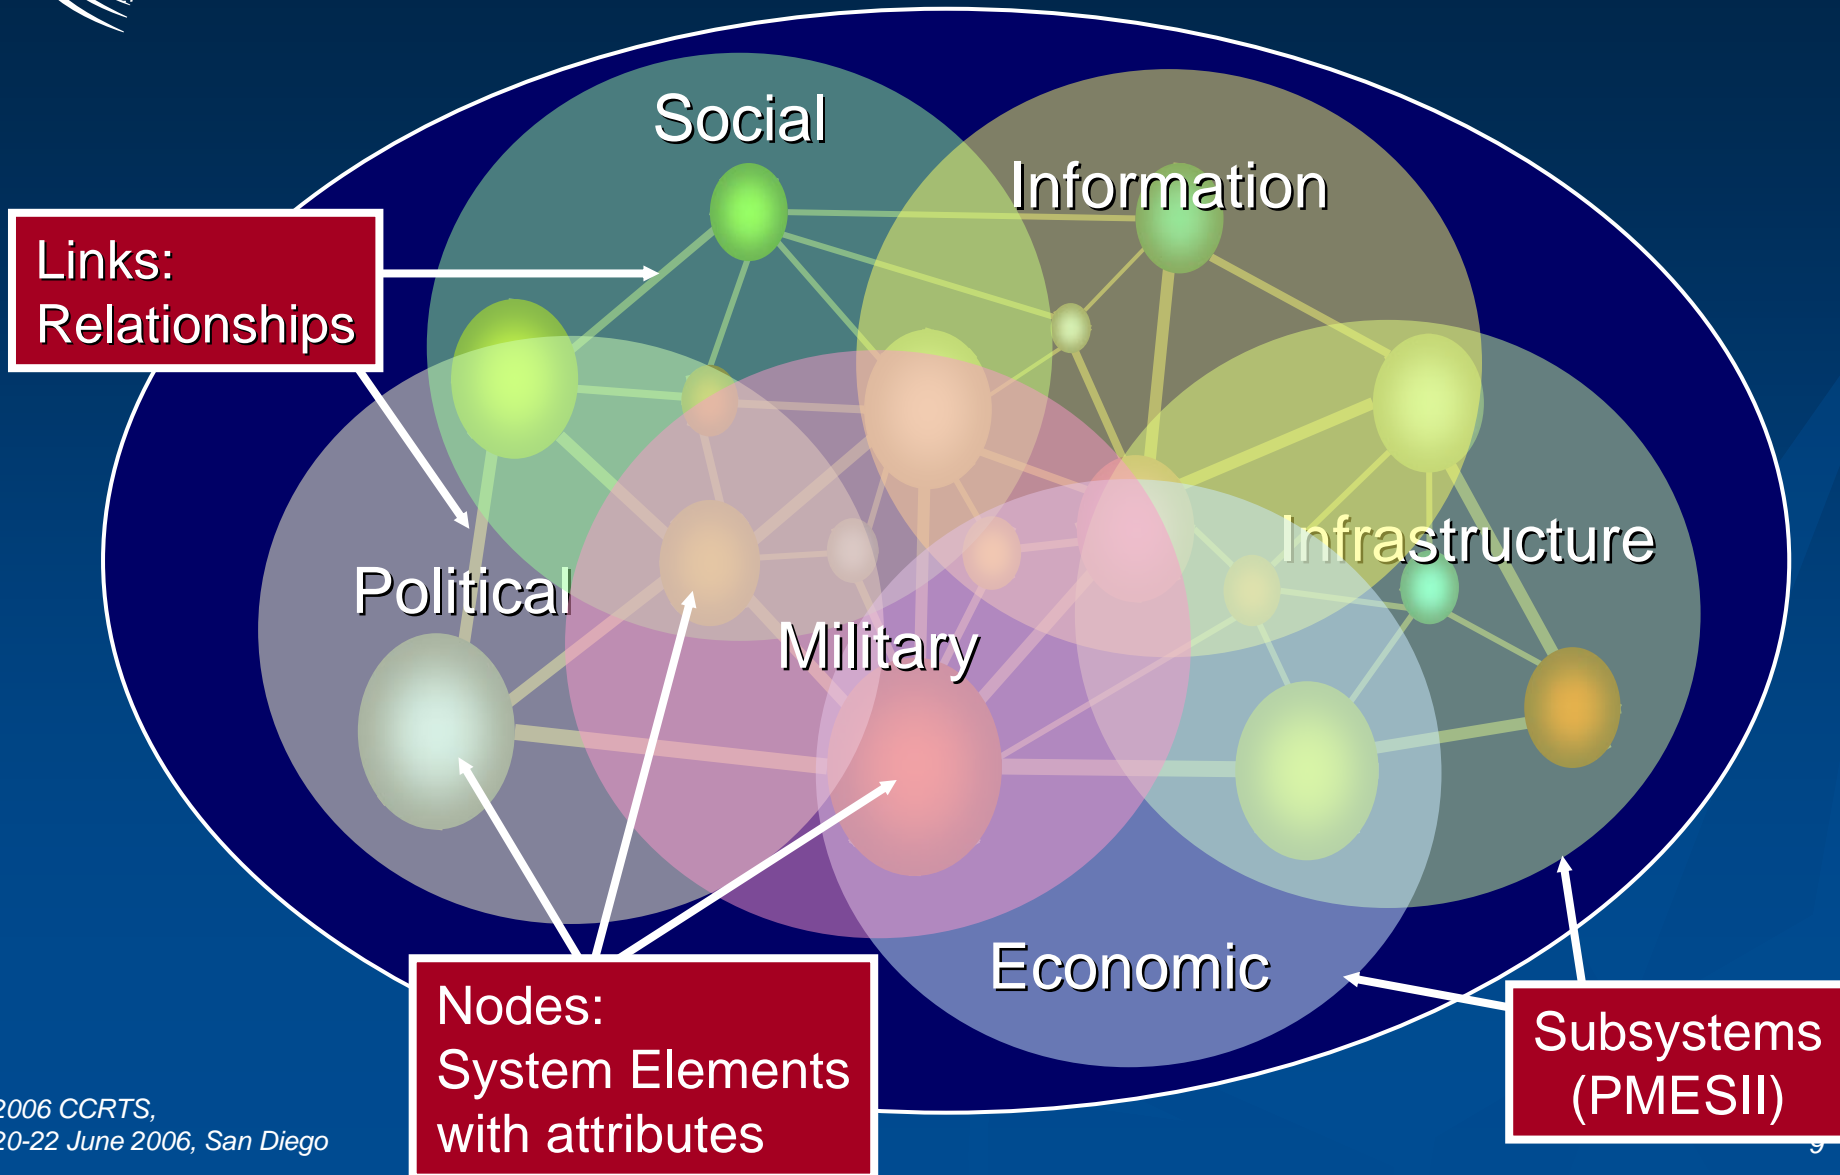 Social
Information
Links:
Relationships
Infrastructure
Political
Military
Economic
Nodes:
System Elements
with attributes
Subsystems
(PMESII)
2006 CCRTS,
20-22 June 2006, San Diego
9